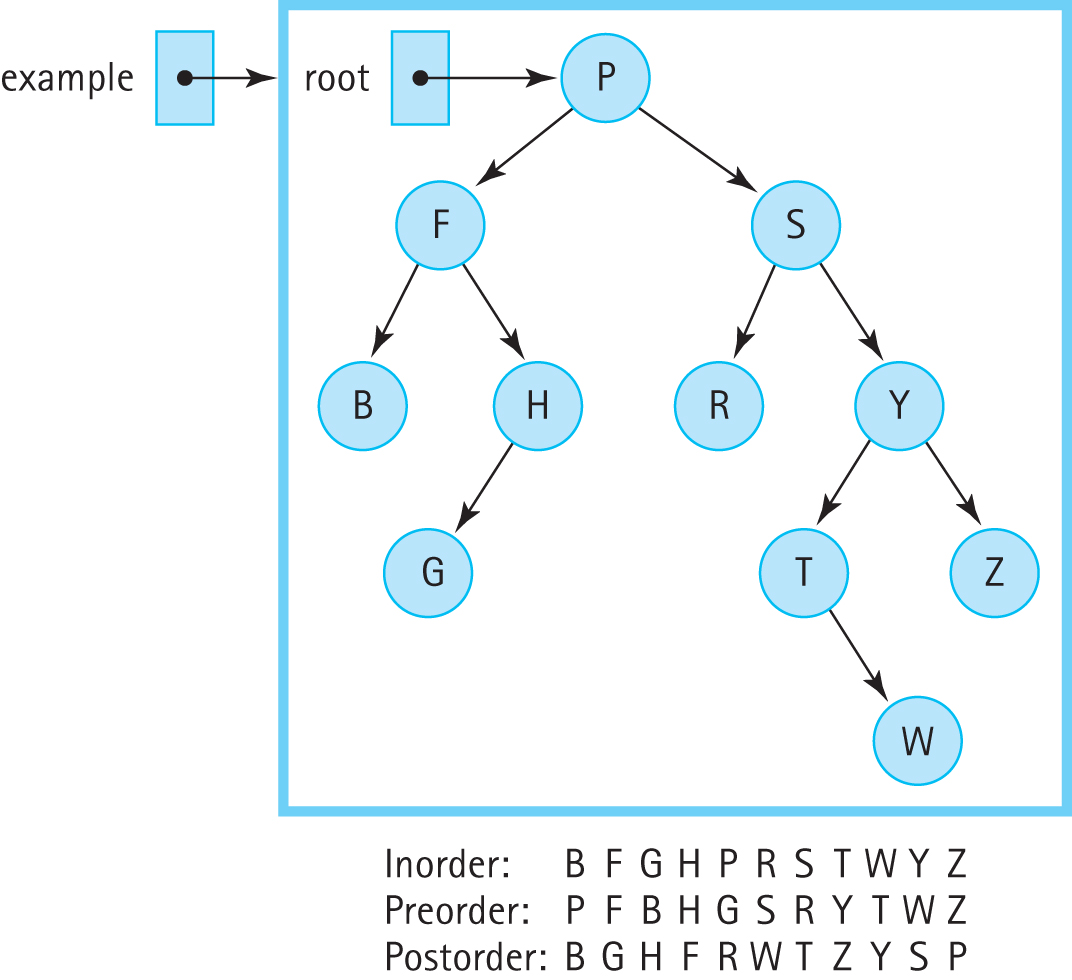 example
root
P
F S
B H R Y
G T Z
W
Inorder: B F G H P R S T W Y Z
Preorder: P F B H G S R Y T W Z
Postorder: B G H F R W T Z Y S P